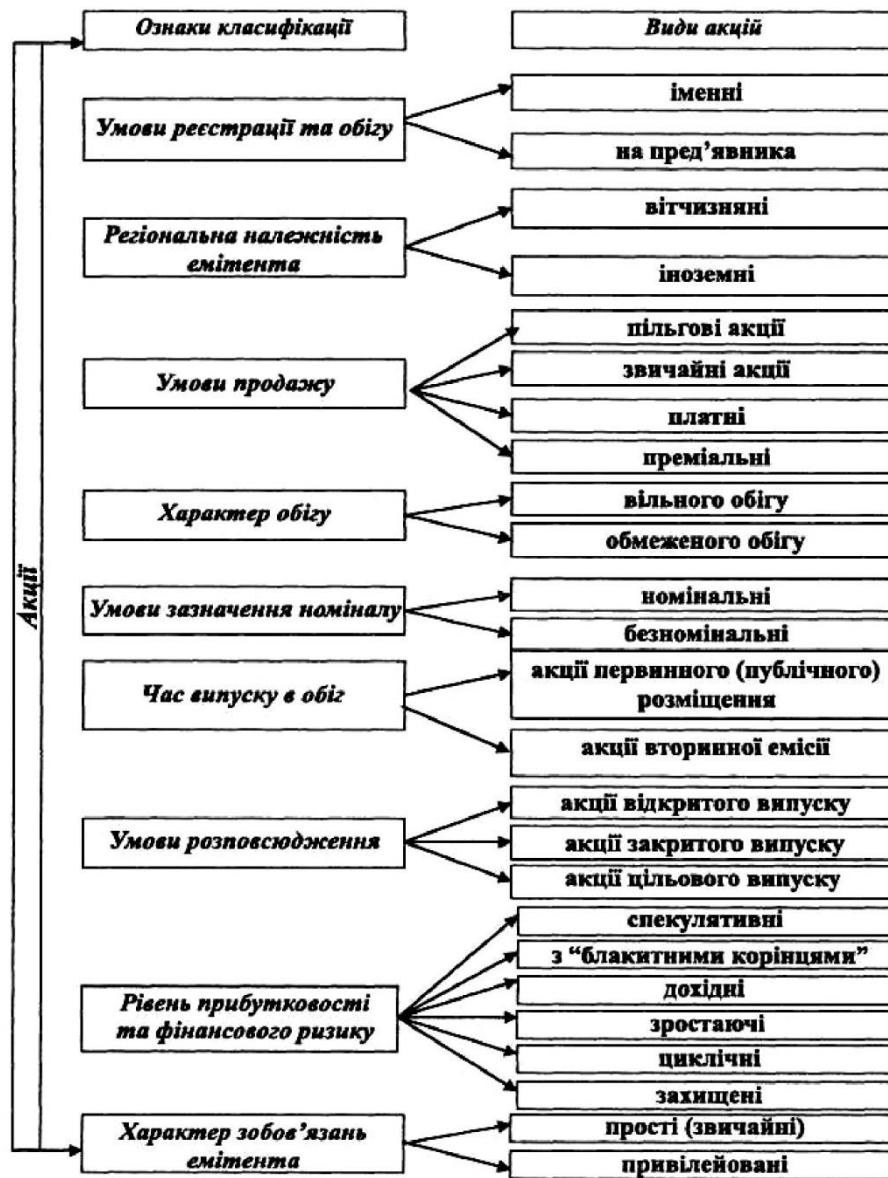 Ознаки класифікації
Види акцій
Акції
Умови реєстрації та обігу
іменні
на пред’явника
Регіональна належність
емітента
вітчизняні
іноземні
Умови продажу
пільгові акції
звичайні акції
платні
преміальні
Характер обігу
вільного обігу
обмеженого обігу
Умови зазначення номіналу
номінальні
безномінальні
Час випуску в обіг
акції первинного (публічного)
розміщення
акції вторинної емісії
Умови розповсюдження
акції відкритого випуску
акції закритого випуску
акції цільового випуску
Рівень прибутковості
та фінансового ризику
спекулятивні
з “блакитними корінцями”
дохідні
зростаючі
циклічні
захищені
Характер зобов’язань
емітента
прості (звичайні)
привілейовані